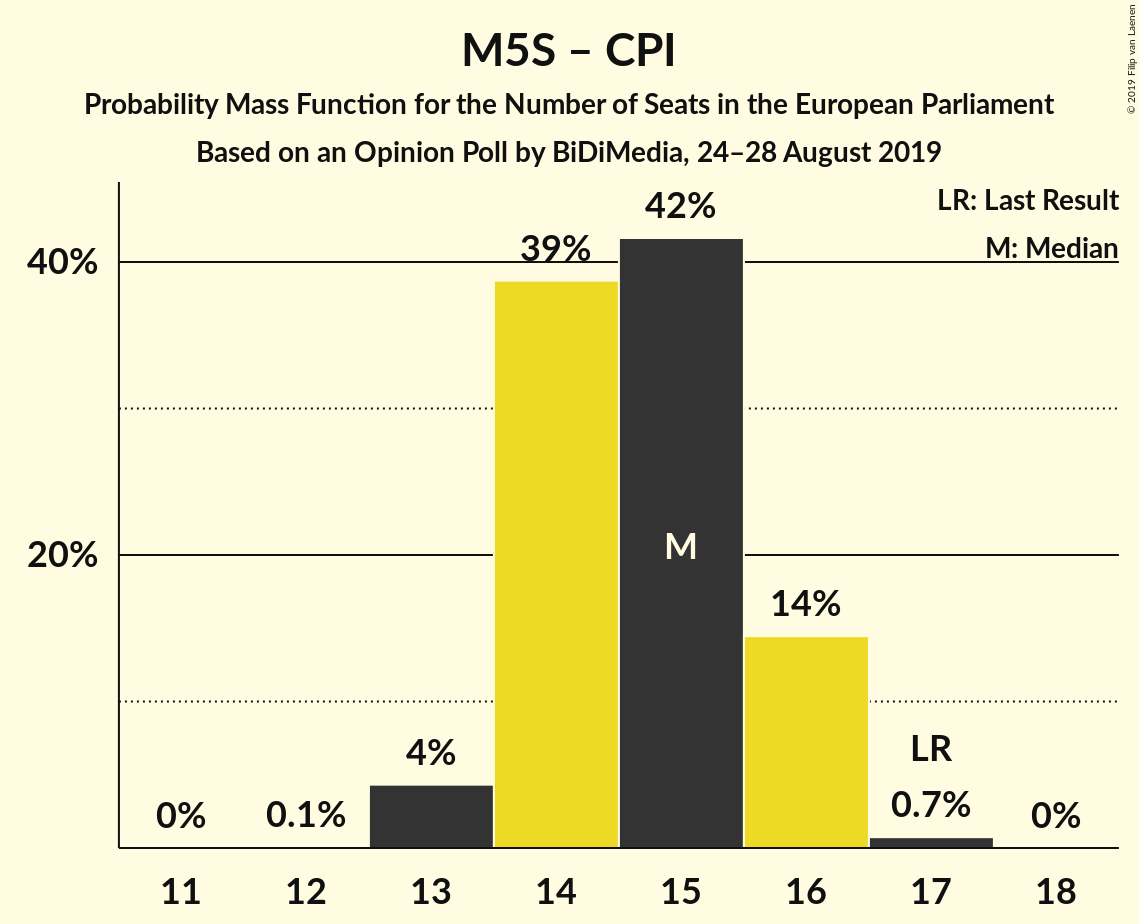 M5S – CPI
Probability Mass Function for the Number of Seats in the European Parliament
Based on an Opinion Poll by BiDiMedia, 24–28 August 2019
© 2019 Filip van Laenen
LR: Last Result
M: Median
40%
20%
0%
0.1%
4%
39%
42%
M
14%
LR
0.7%
0%
11
12
13
14
15
16
17
18